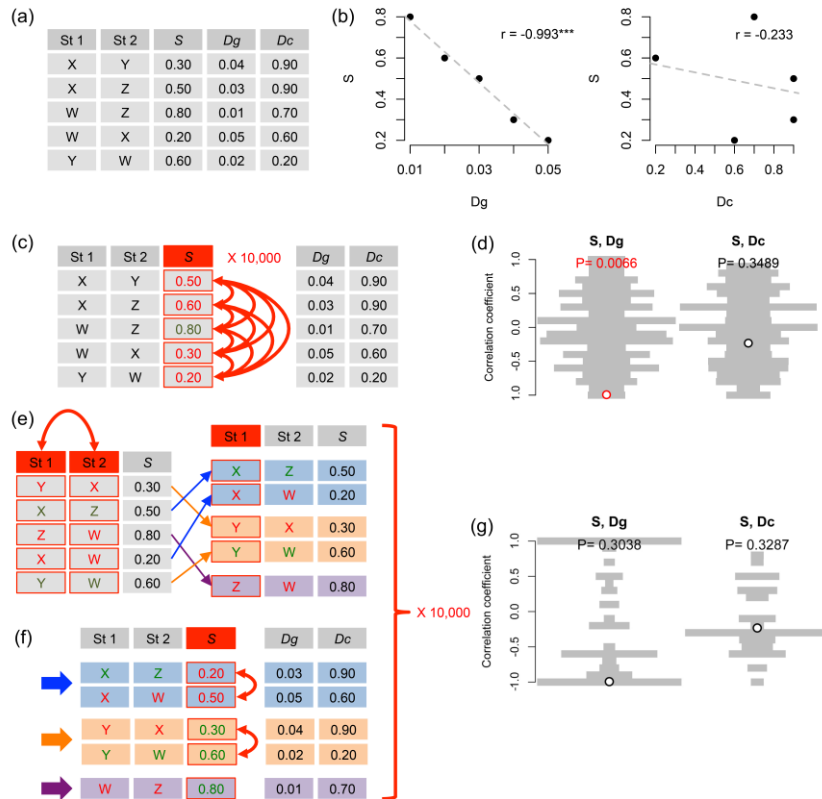 (a)
St 1 St 2 S Dg Dc
X Y 0.30 0.04 0.90
X Z 0.50 0.03 0.90
W Z 0.80 0.01 0.70
W X 0.20 0.05 0.60
Y W 0.60 0.02 0.20
(b)
r = -0.993***
S
0.2 0.4 0.6 0.8
0.01 0.03 0.05
Dg
r = -0.233
S
0.2 0.4 0.6 0.8
0.2 0.4 0.6 0.8
Dc
(c)
St 1 St 2 S X 10,000 Dg Dc
X Y 0.50 0.04 0.90
X Z 0.60 0.03 0.90
W Z 0.80 0.01 0.70
W X 0.30 0.05 0.60
Y W 0.20 0.02 0.20
(d)
S, Dg S, Dc
P= 0.0066 P= 0.3489
Correlation coefficient
1.0 0.5 0.0 -0.5 1.0
(e)
St 1 St 2 S
Y X 0.30
X Z 0.50
Z W 0.80
X W 0.20
Y W 0.60
St 1 St 2 S
X Z 0.50
X W 0.20
Y X 0.30
Y W 0.60
Z W 0.80
X 10,000
(f)
St 1 St 2 S Dg Dc
X Z 0.20 0.03 0.90
X W 0.50 0.05 0.60
Y X 0.30 0.04 0.90
Y W 0.60 0.02 0.20
W Z 0.80 0.01 0.70
(g)
S, Dg S, Dc
P= 0.3038 P= 0.3287
Correlation coefficient
1.0 0.5 0.0 -0.5 -1.0